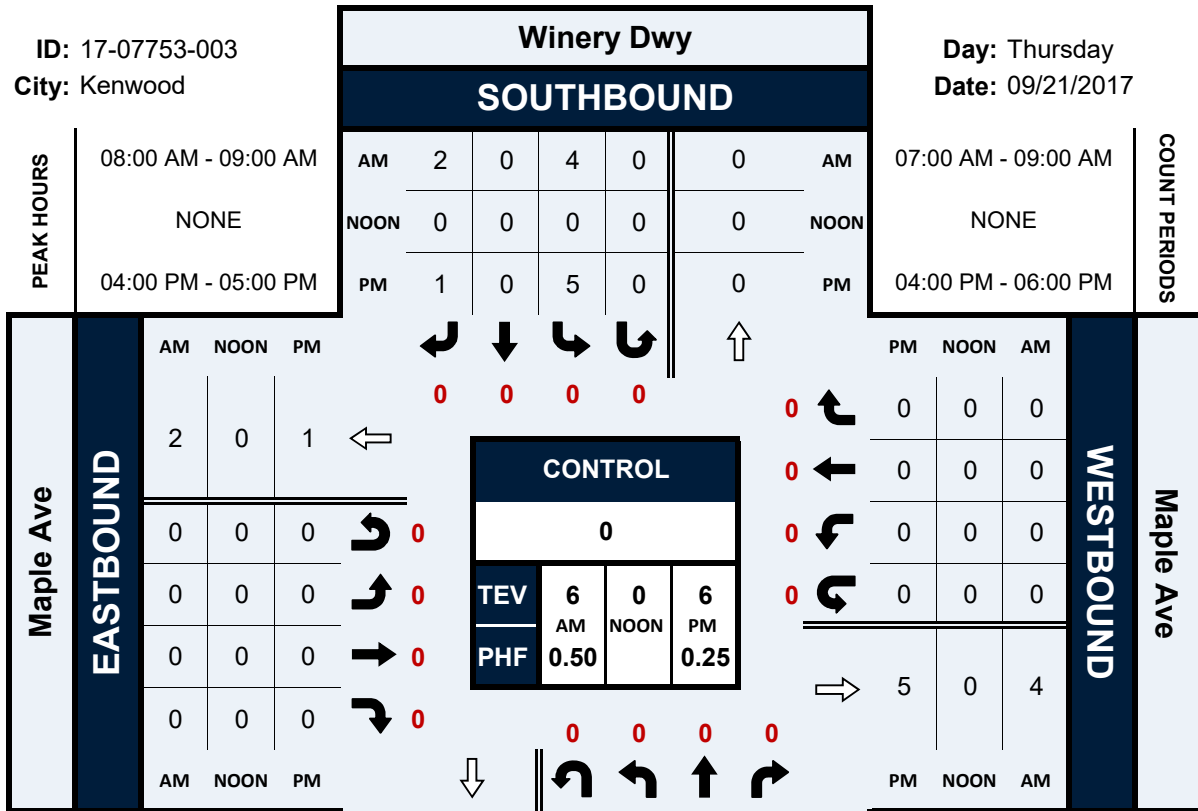 Winery Dwy
ID: 17-07753-003
Day: Thursday
City: Kenwood
Date: 09/21/2017
SOUTHBOUND
PEAK HOURS
08:00 AM - 09:00 AM
AM 2 0 4 0 0 AM
07:00 AM - 09:00 AM
COUNT PERIODS
NONE
NOON 0 0 0 0 0 NOON
NONE
04:00 PM - 05:00 PM
PM 1 0 5 0 0 PM
04:00 PM - 06:00 PM
AM NOON PM
PM NOON AM
0 0 0 0
0 0 0 0
2 0 1
Maple Ave
EASTBOUND
CONTROL
0
0 0 0 0
WESTBOUND
Maple Ave
0 0 0 0
0 0 0 0
0 0 0 0
TEV 6 0 6
0 0 0 0
AM NOON PM
PHF 0.50 0.25
0 0 0 0
5 0 4
0 0 0 0
0 0 0 0
AM NOON PM
PM NOON AM